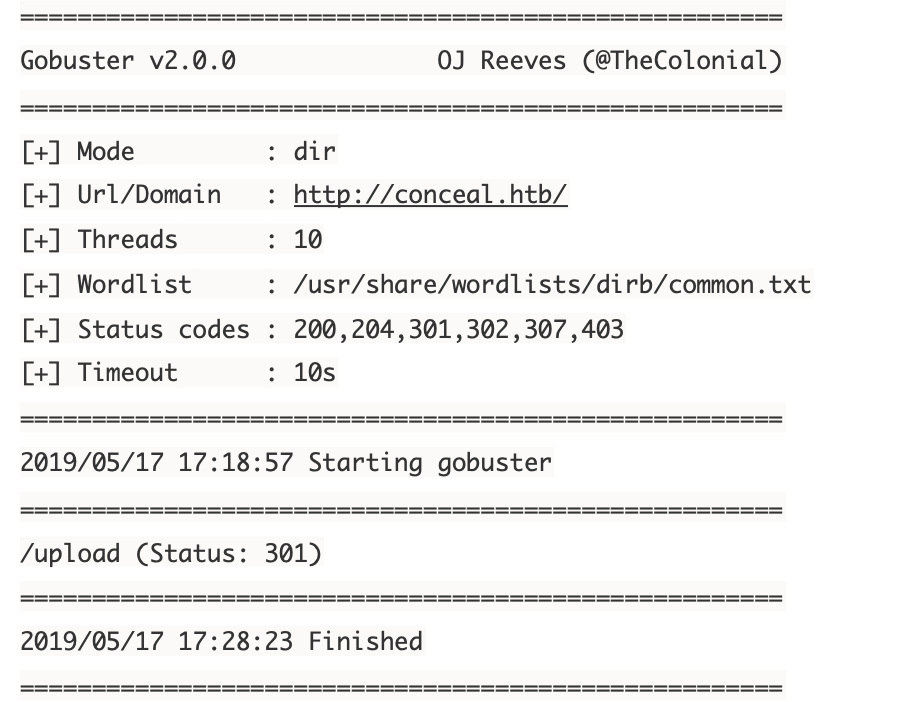 =====================================================
Gobuster v2.0.0              OJ Reeves (@TheColonial)
=====================================================
[+] Mode         : dir
[+] Url/Domain   : http://conceal.htb/
[+] Threads      : 10
[+] Wordlist     : /usr/share/wordlists/dirb/common.txt
[+] Status codes : 200,204,301,302,307,403
[+] Timeout      : 10s
=====================================================
2019/05/17 17:18:57 Starting gobuster
=====================================================
/upload (Status: 301)
=====================================================
2019/05/17 17:28:23 Finished
=====================================================